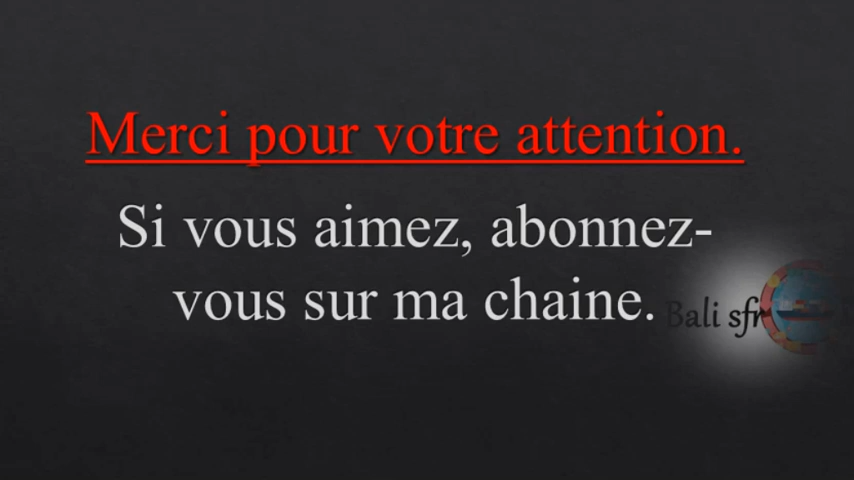 Merci pour votre attention.
Si vous aimez, abonnez-
vous sur ma chaine.
Bali sfr